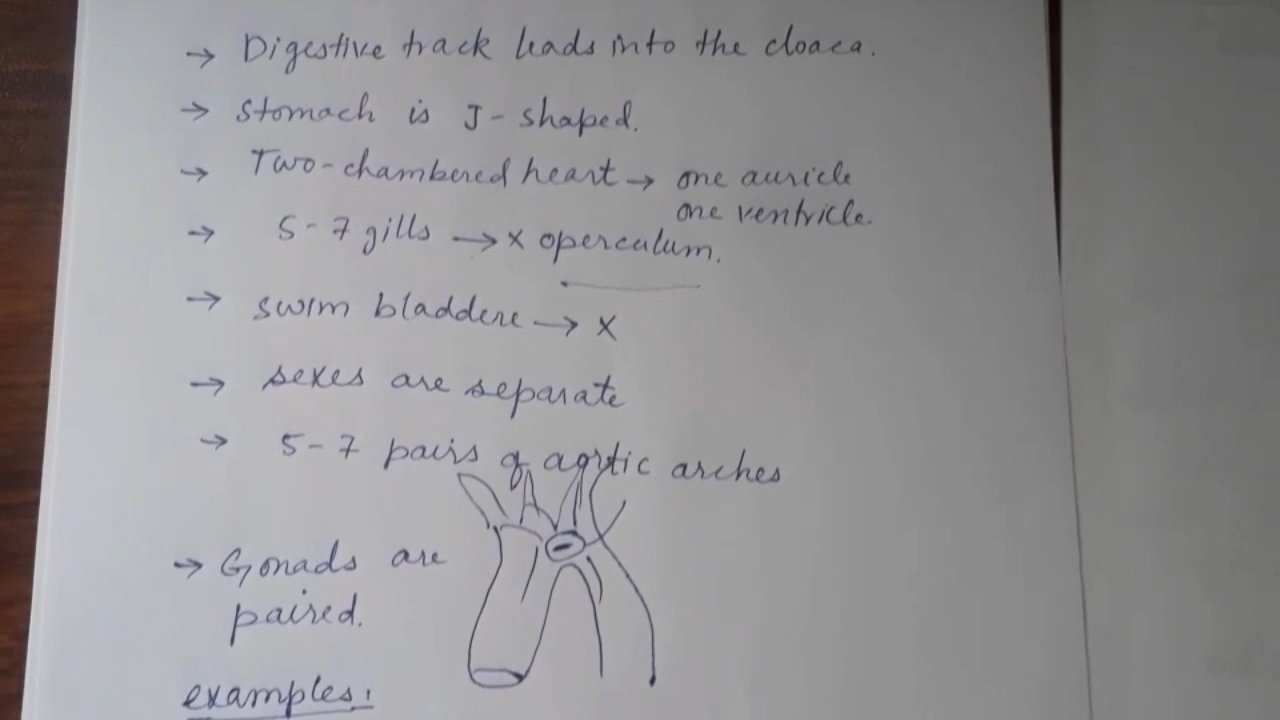 → Digestive track leads into the cloaca.
→ Stomach is J-shaped.
→ Two-chambered heart → one auricle
one ventricle.
→ 5-7 gills → x operculum.
→ swim bladdere → x
→ sexes are separate
→ 5-7 pairs of aortic arches
→ Gonads are
paired.
examples: